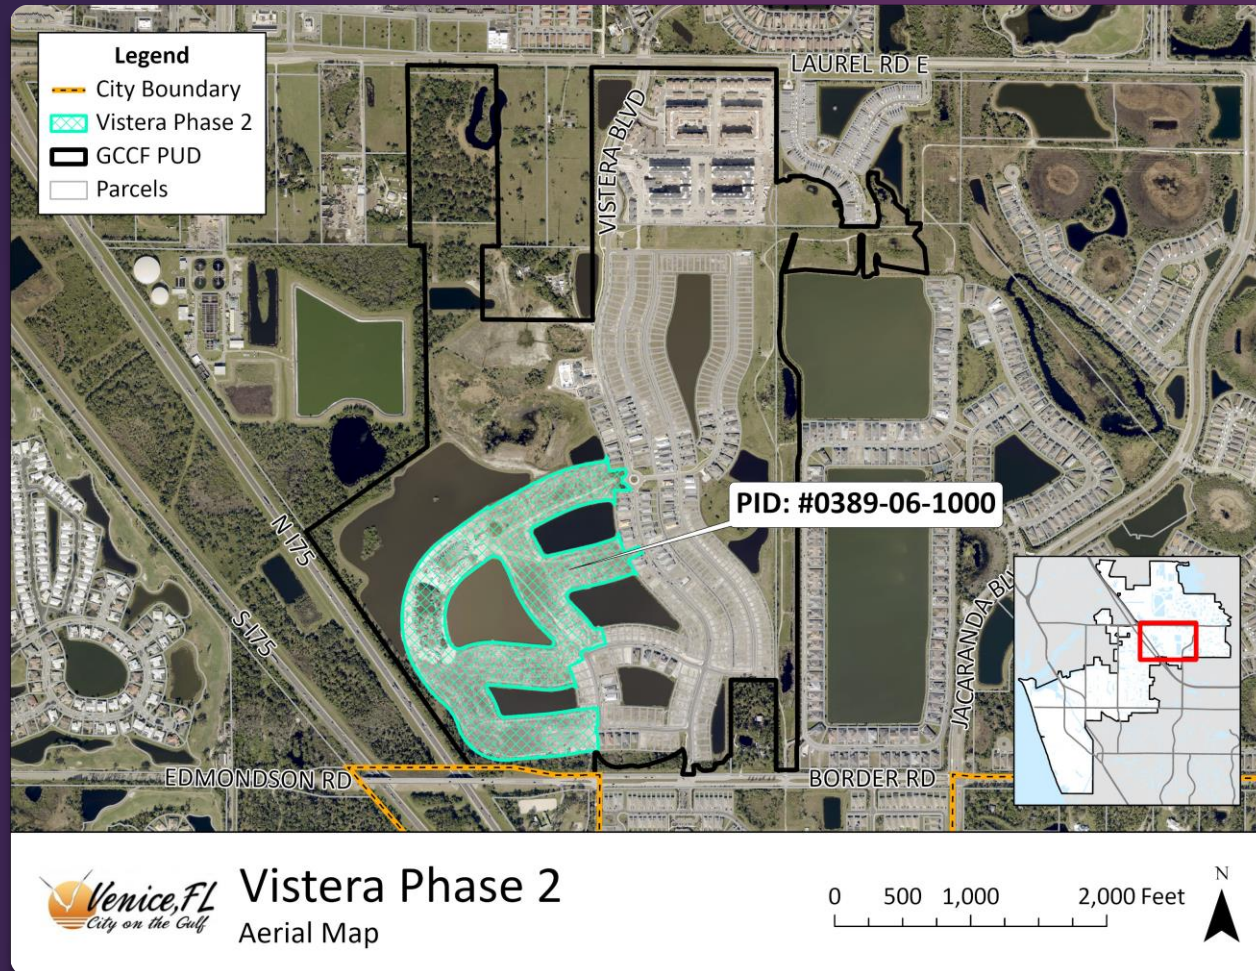 Legend
City Boundary
Vistera Phase 2
GCCF PUD
Parcels
LAUREL RD E
VISTERA BLVD
PID: #0389-06-1000
N I75
S I75
JACARANDA BL
EDMONDSON RD
BORDER RD
Venice, FL
City on the Gulf
Vistera Phase 2
Aerial Map
0 500 1,000 2,000 Feet
N